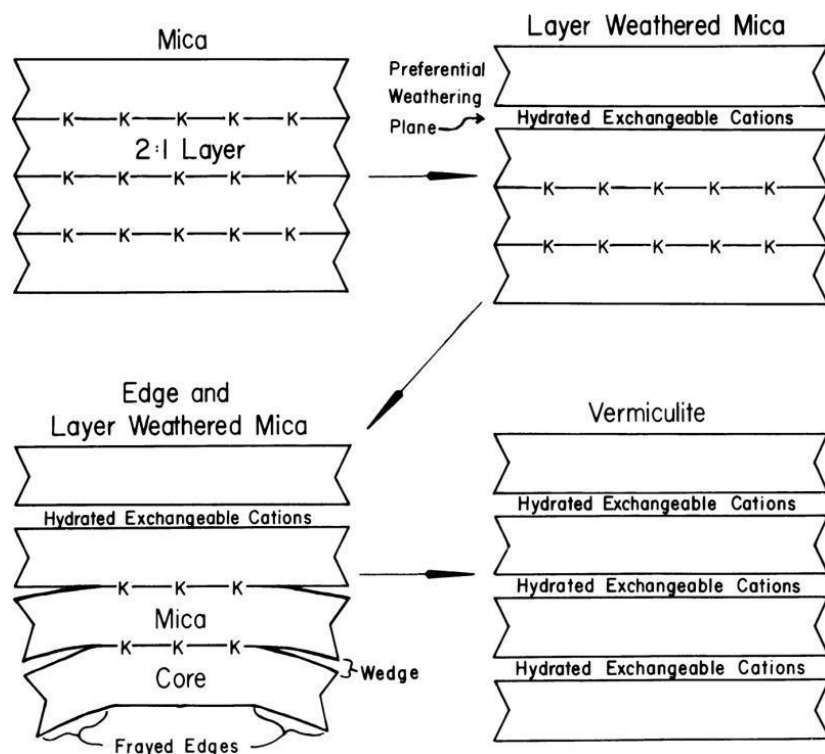 Mica
K K K K K
2:1 Layer
K K K K K
K K K K K
Layer Weathered Mica
Preferential
Weathering
Plane
Hydrated Exchangeable Cations
K K K K K
K K K K K
Edge and
Layer Weathered Mica
Hydrated Exchangeable Cations
K K K
Mica
K K K
Core
Wedge
Frayed Edges
Vermiculite
Hydrated Exchangeable Cations
Hydrated Exchangeable Cations
Hydrated Exchangeable Cations